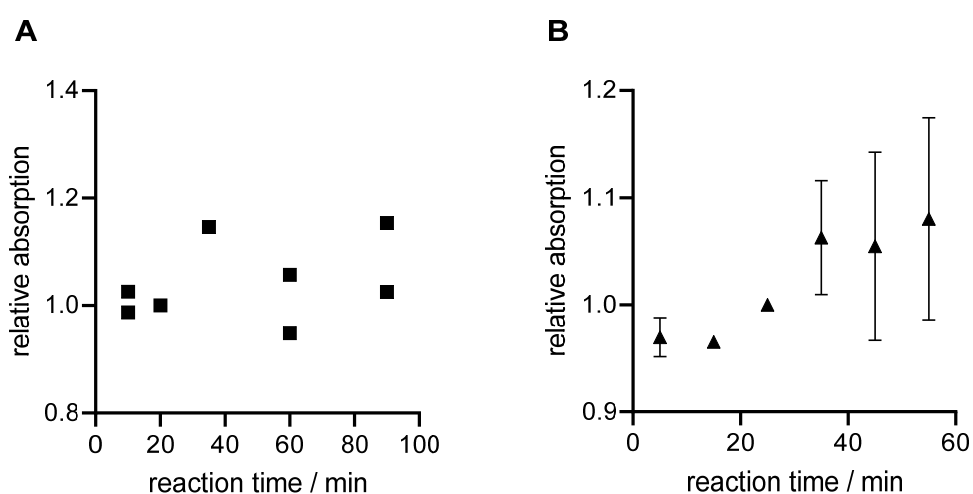 A
B
1.4
1.2
1.0
0.8
relative absorption
0 20 40 60 80 100
reaction time / min
1.2
1.1
1.0
0.9
relative absorption
0 20 40 60
reaction time / min